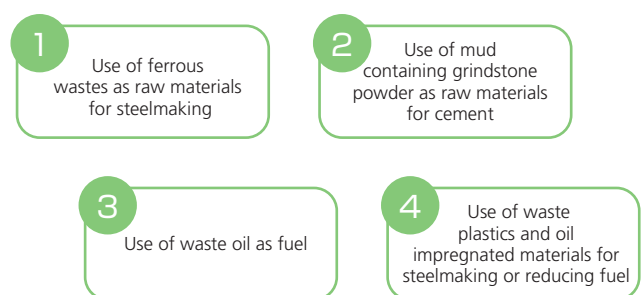 1
Use of ferrous
wastes as raw materials
for steelmaking
2
Use of mud
containing grindstone
powder as raw materials
for cement
3
Use of waste oil as fuel
4
Use of waste
plastics and oil
impregnated materials for
steelmaking or reducing fuel